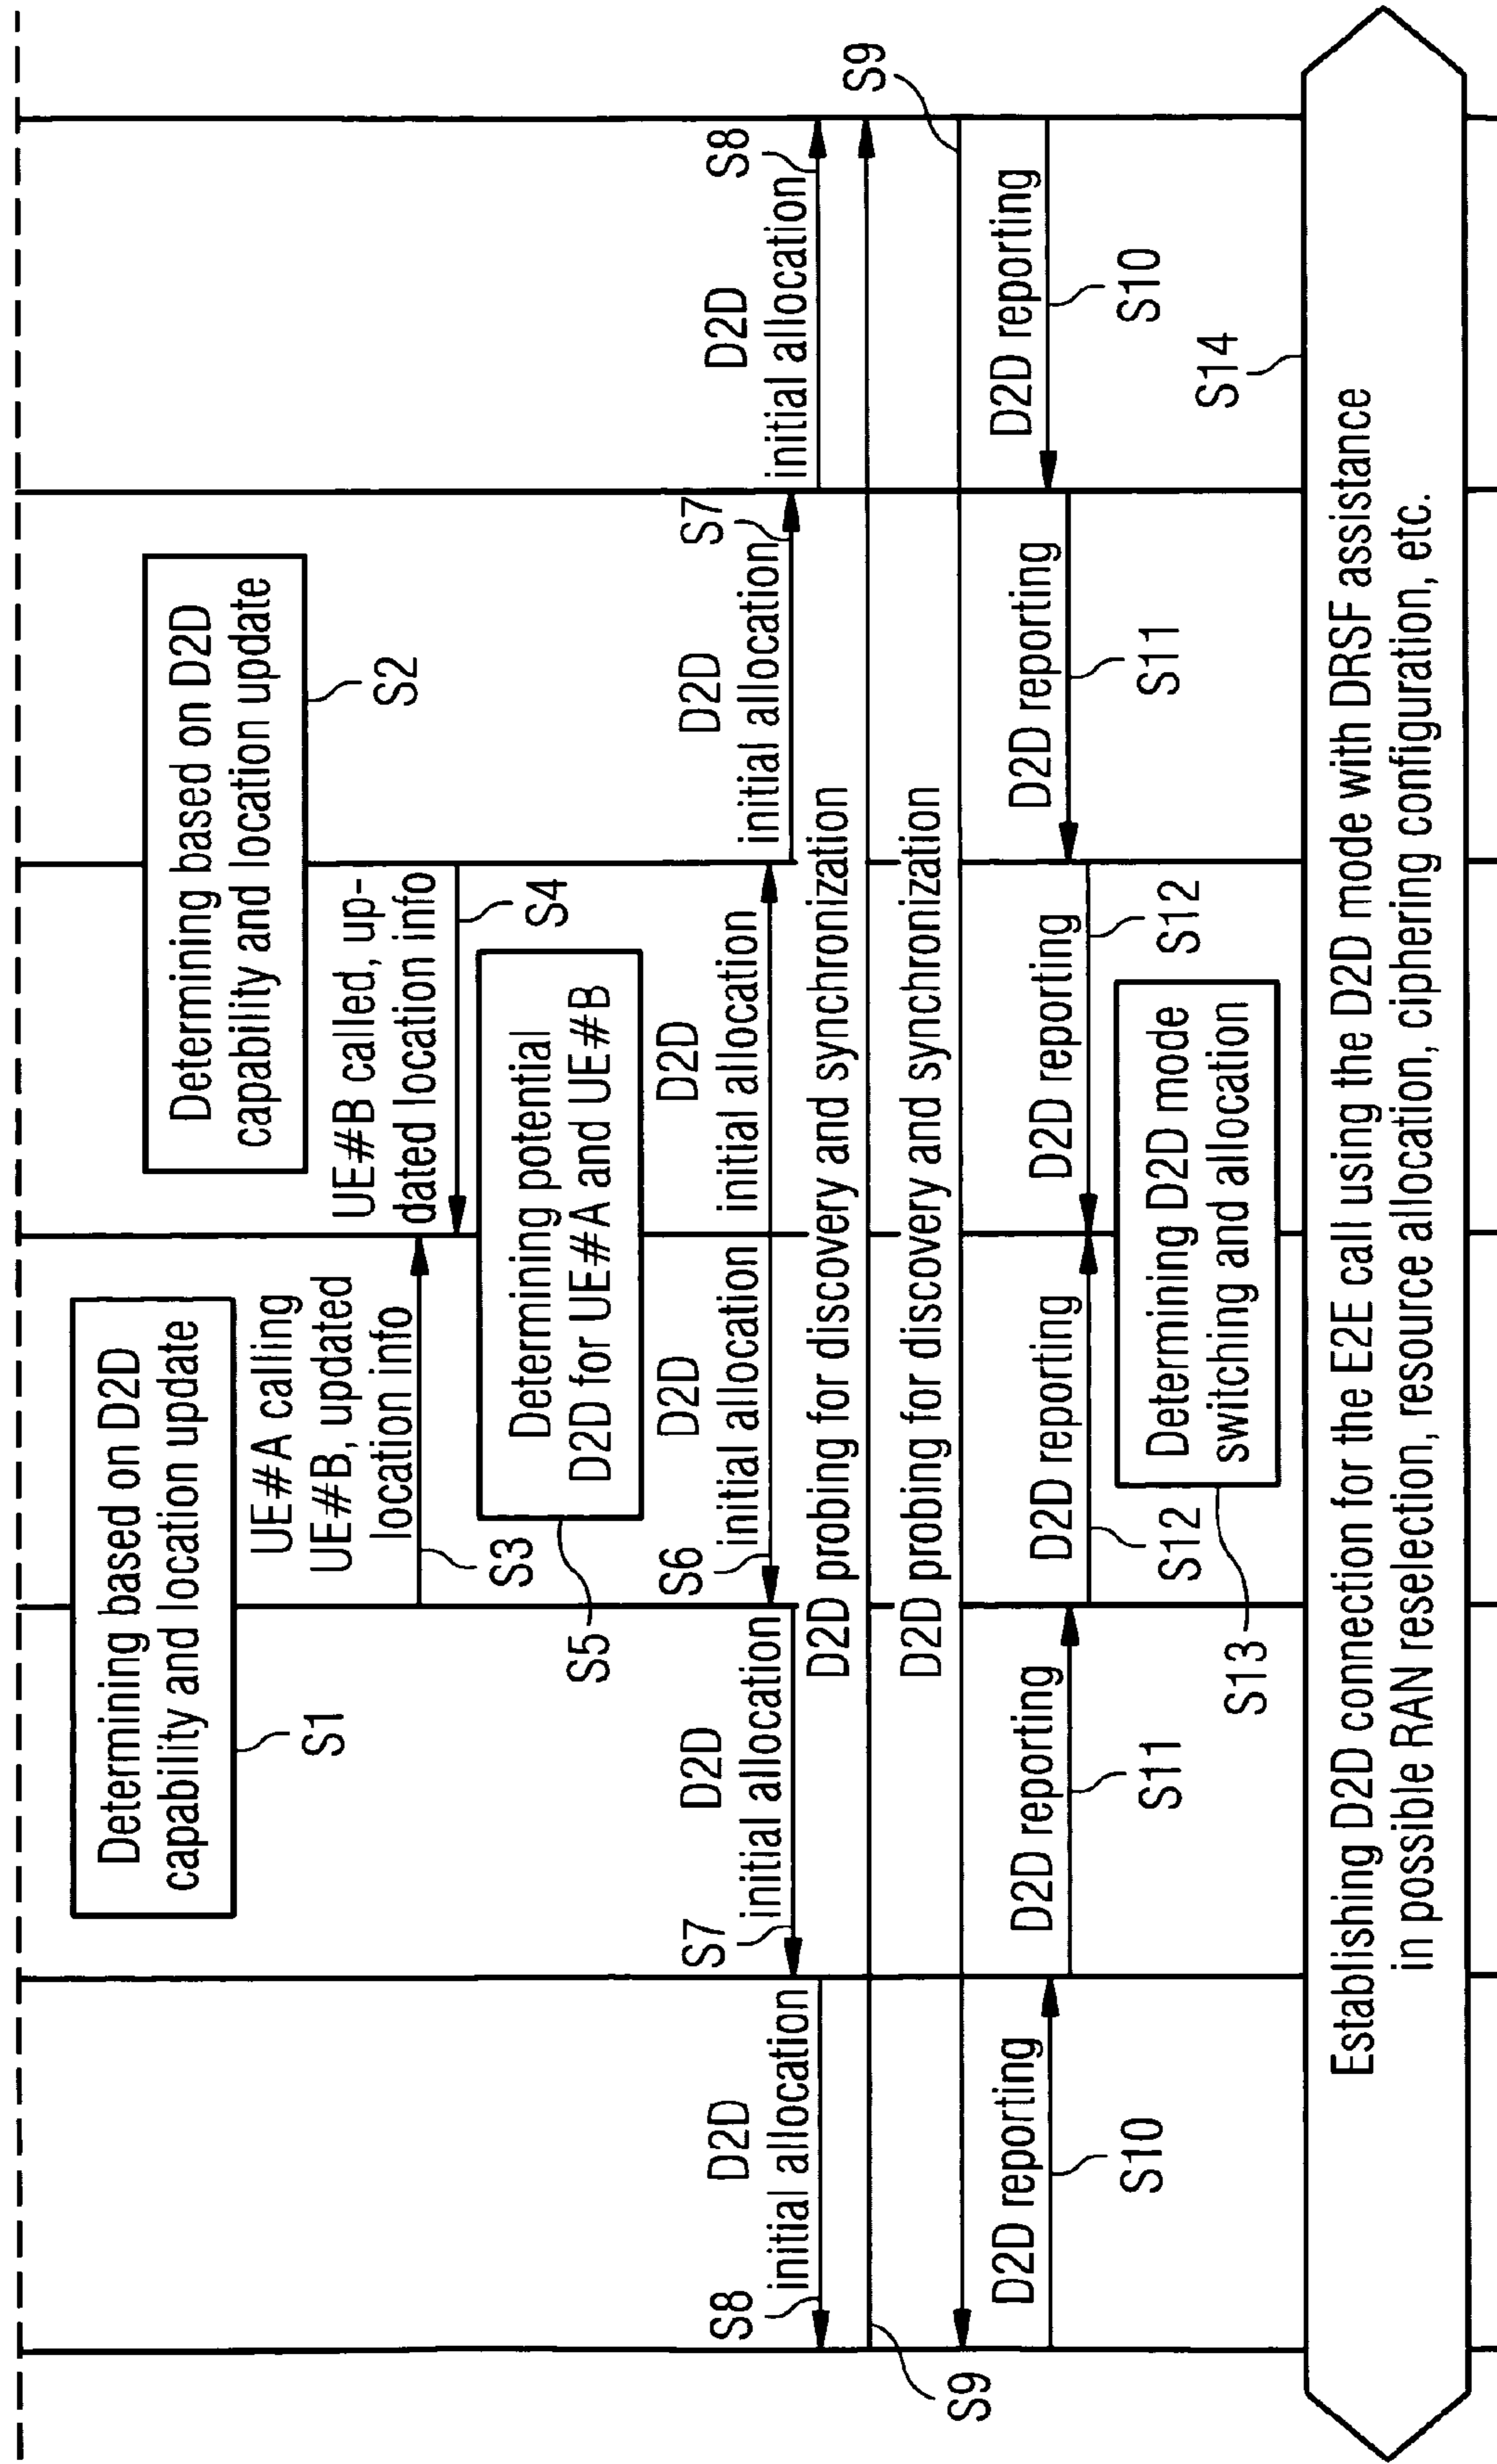 Determining based on D2D
capability and location update
S1
Determining based on D2D
capability and location update
S2
UE#A calling
UE#B, updated
location info
S3
UE#B called, up-
dated location info
S4
Determining potential
D2D for UE#A and UE#B
S5
D2D
initial allocation
S6
D2D
initial allocation
D2D
initial allocation
S7
D2D
initial allocation
S7
D2D
initial allocation
S8
D2D
initial allocation
S8
D2D probing for discovery and synchronization
S9
D2D probing for discovery and synchronization
S9
D2D reporting
S10
D2D reporting
S10
D2D reporting
S11
D2D reporting
S11
D2D reporting
S12
D2D reporting
S12
Determining D2D mode
switching and allocation
S13
S14
Establishing D2D connection for the E2E call using the D2D mode with DRSF assistance
in possible RAN reselection, resource allocation, ciphering configuration, etc.